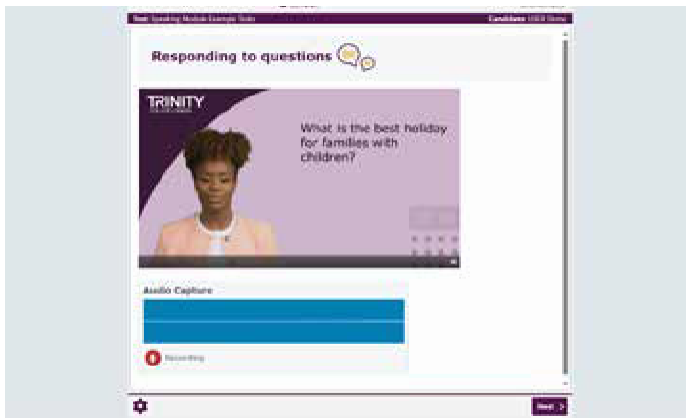 Test: Speaking Module Example Tasks
Candidate: USER Demo
Responding to questions
TRINITY
What is the best holiday
for families with
children?
Audio Capture
Recording
Next >